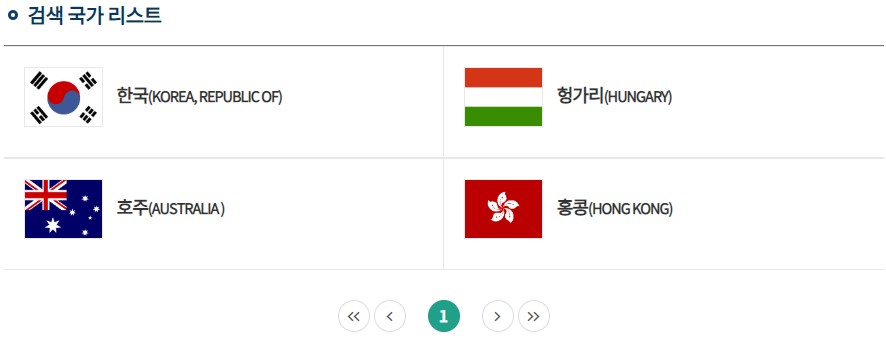 검색 국가 리스트
한국(KOREA, REPUBLIC OF)
헝가리(HUNGARY)
호주(AUSTRALIA )
홍콩(HONG KONG)
1